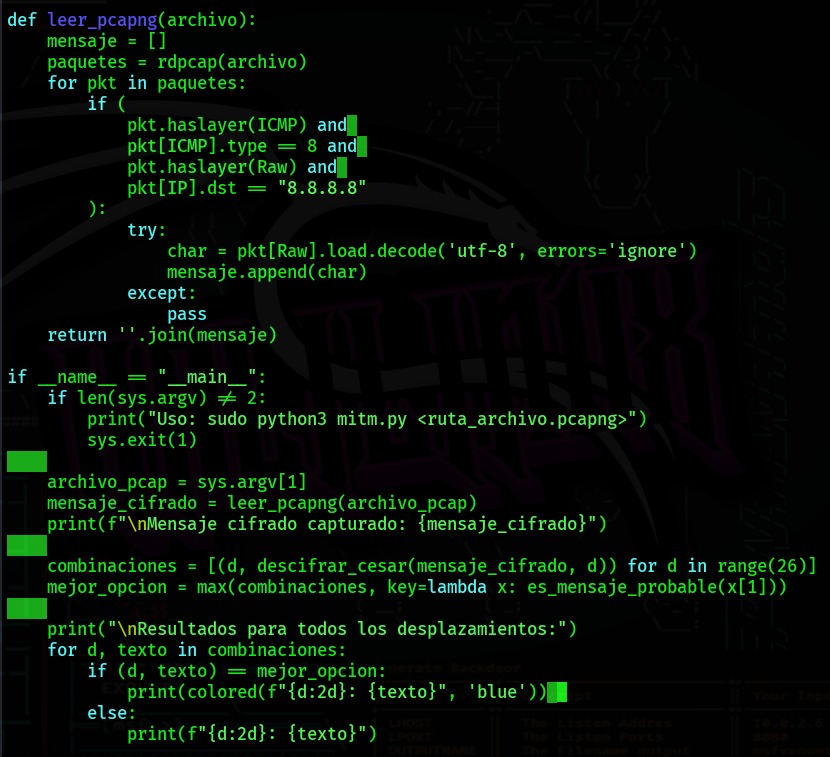 def leer_pcapng(archivo):
    mensaje = []
    paquetes = rdpcap(archivo)
    for pkt in paquetes:
        if (
            pkt.haslayer(ICMP) and
            pkt[ICMP].type == 8 and
            pkt.haslayer(Raw) and
            pkt[IP].dst == "8.8.8.8"
        ):
            try:
                char = pkt[Raw].load.decode('utf-8', errors='ignore')
                mensaje.append(char)
            except:
                pass
    return ''.join(mensaje)

if __name__ == "__main__":
    if len(sys.argv) != 2:
        print("Uso: sudo python3 mitm.py <ruta_archivo.pcapng>")
        sys.exit(1)

    archivo_pcap = sys.argv[1]
    mensaje_cifrado = leer_pcapng(archivo_pcap)
    print(f"\nMensaje cifrado capturado: {mensaje_cifrado}")

    combinaciones = [(d, descifrar_cesar(mensaje_cifrado, d)) for d in range(26)]
    mejor_opcion = max(combinaciones, key=lambda x: es_mensaje_probable(x[1]))

    print("\nResultados para todos los desplazamientos:")
    for d, texto in combinaciones:
        if (d, texto) == mejor_opcion:
            print(colored(f"{d:2d}: {texto}", 'blue'))
        else:
            print(f"{d:2d}: {texto}")